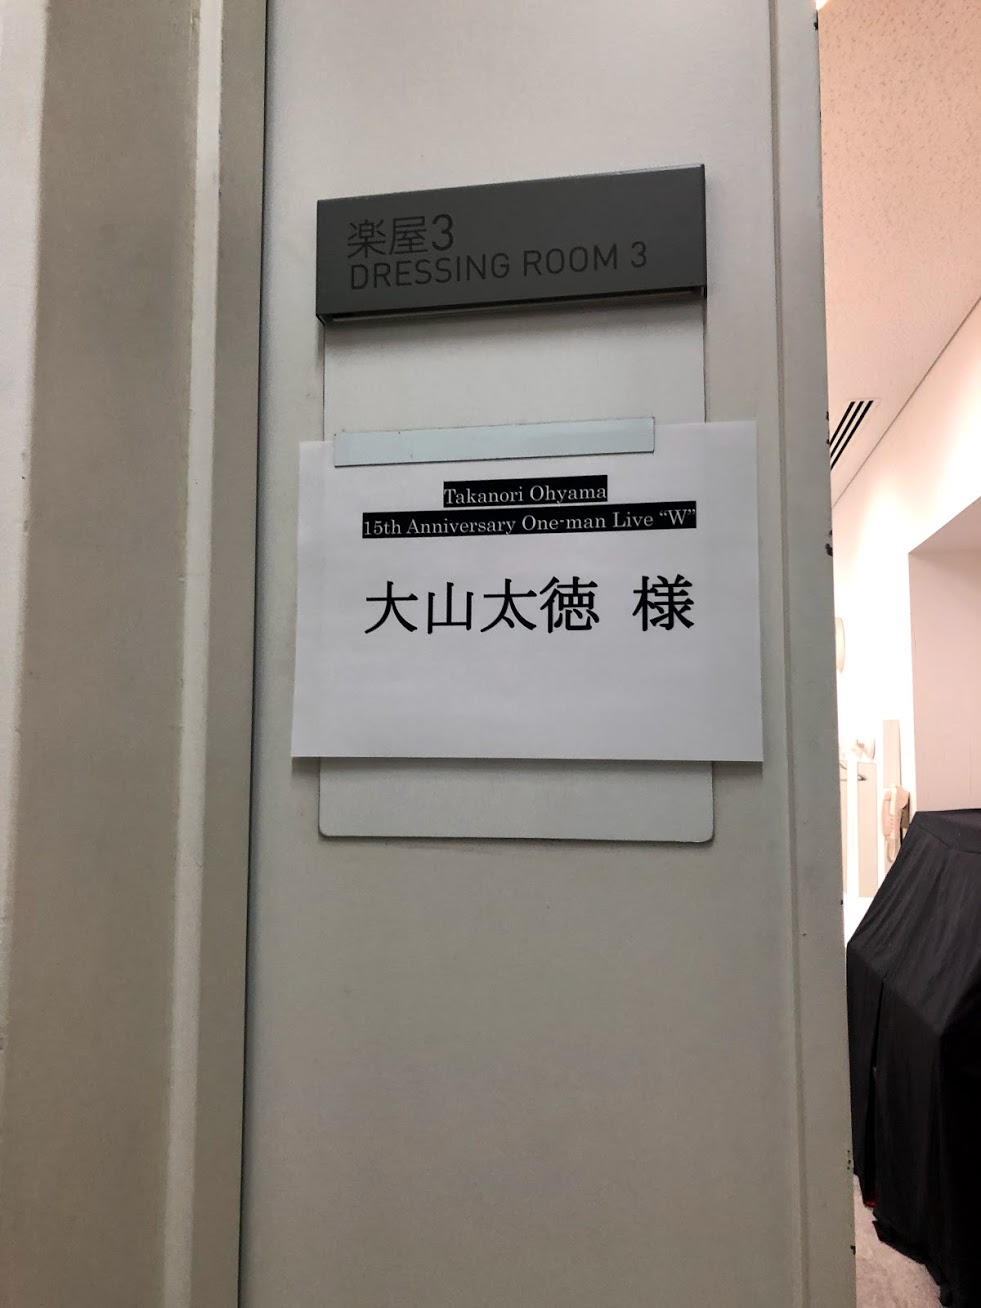 楽屋3
DRESSING ROOM 3
Takanori Ohyama
15th Anniversary One-man Live “W”
大山太徳 様